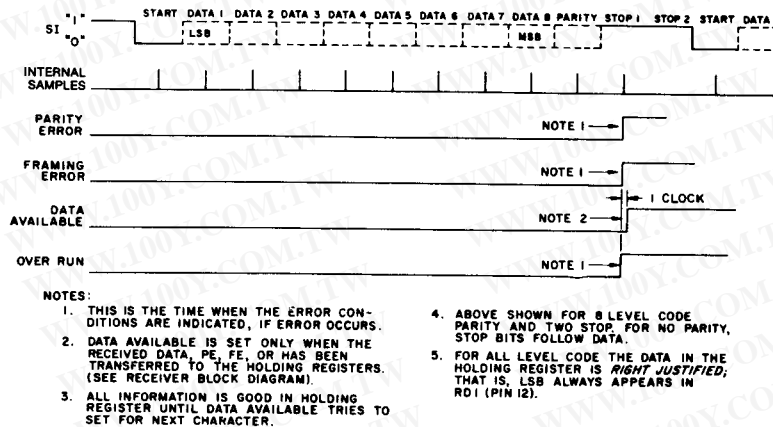 START DATA 1 DATA 2 DATA 3 DATA 4 DATA 5 DATA 6 DATA 7 DATA 8 PARITY STOP 1 STOP 2 START DATA
SI "1"
"0"
LSB MSB
INTERNAL
SAMPLES
PARITY
ERROR
NOTE 1
FRAMING
ERROR
NOTE 1
1 CLOCK
DATA
AVAILABLE
NOTE 2
OVER RUN
NOTE 1
NOTES:
1. THIS IS THE TIME WHEN THE ERROR CON-
DITIONS ARE INDICATED, IF ERROR OCCURS.
2. DATA AVAILABLE IS SET ONLY WHEN THE
RECEIVED DATA, PE, FE, OR HAS BEEN
TRANSFERRED TO THE HOLDING REGISTERS.
(SEE RECEIVER BLOCK DIAGRAM).
3. ALL INFORMATION IS GOOD IN HOLDING
REGISTER UNTIL DATA AVAILABLE TRIES TO
SET FOR NEXT CHARACTER.
4. ABOVE SHOWN FOR 8 LEVEL CODE
PARITY AND TWO STOP. FOR NO PARITY,
STOP BITS FOLLOW DATA.
5. FOR ALL LEVEL CODE THE DATA IN THE
HOLDING REGISTER IS RIGHT JUSTIFIED;
THAT IS, LSB ALWAYS APPEARS IN
RD1 (PIN 12).
WWW.100Y.COM.TW